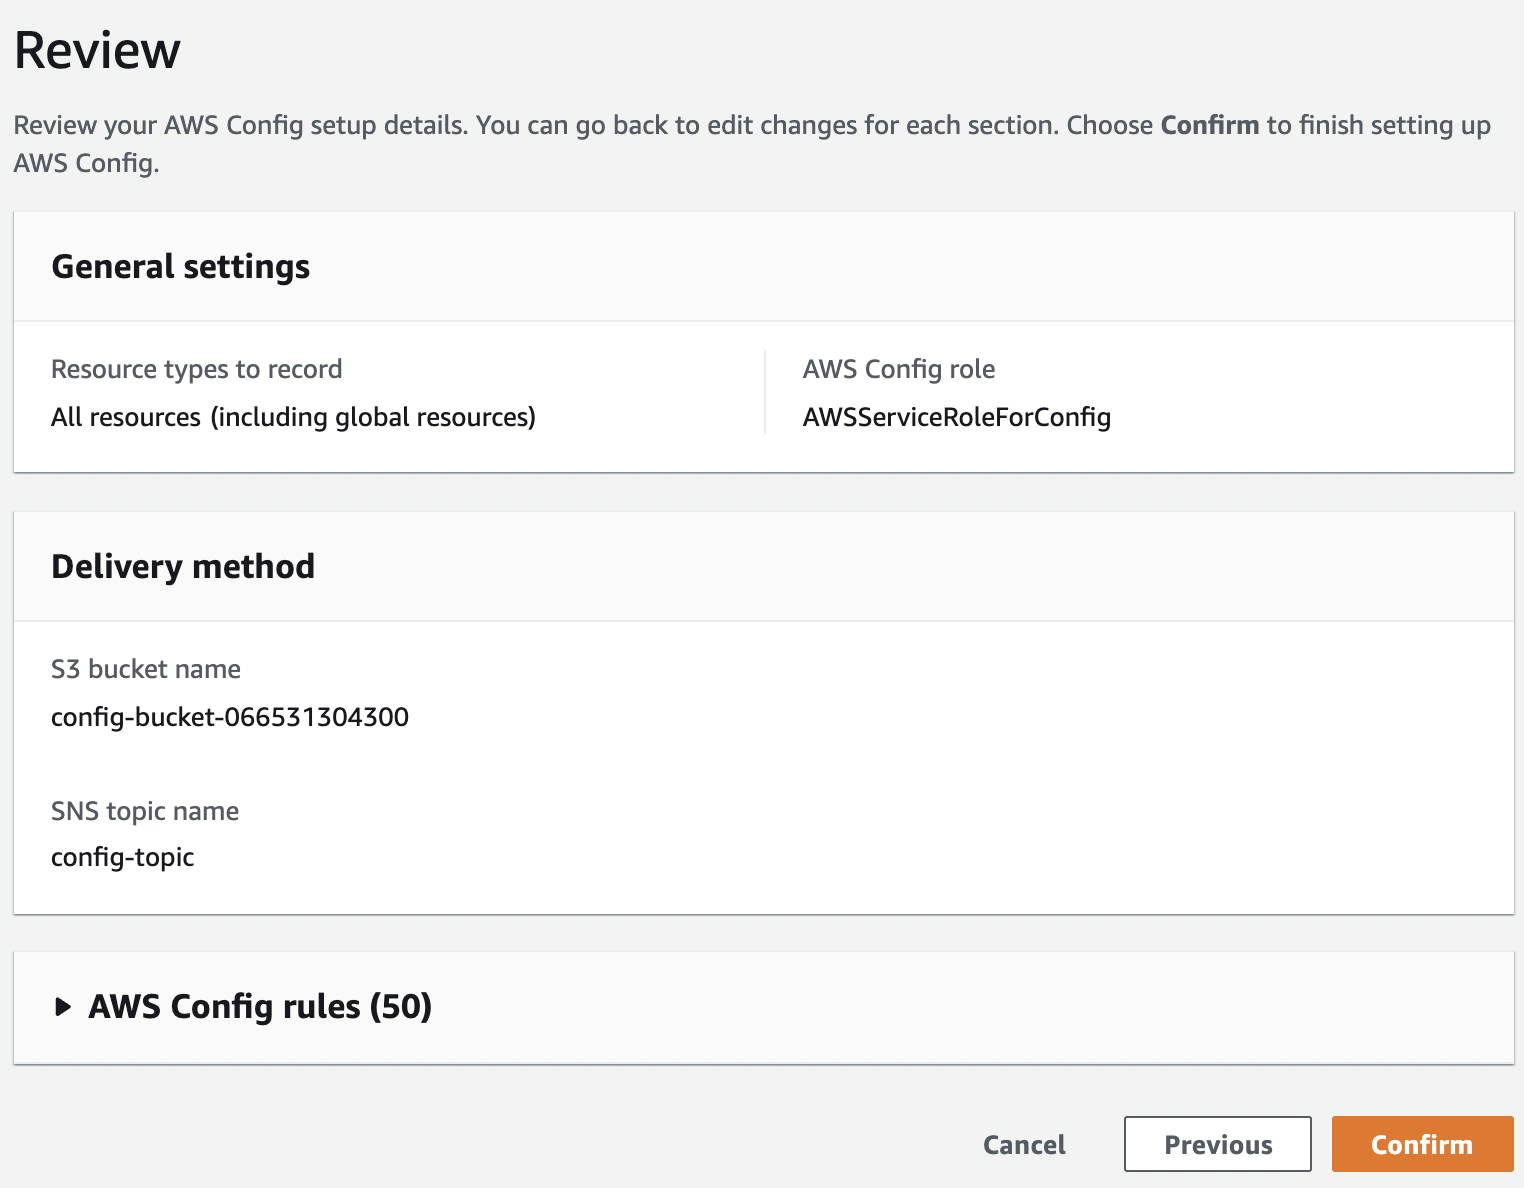 Review
Review your AWS Config setup details. You can go back to edit changes for each section. Choose Confirm to finish setting up
AWS Config.
General settings
Resource types to record
All resources (including global resources)
AWS Config role
AWSServiceRoleForConfig
Delivery method
S3 bucket name
config-bucket-066531304300
SNS topic name
config-topic
AWS Config rules (50)
Cancel
Previous
Confirm